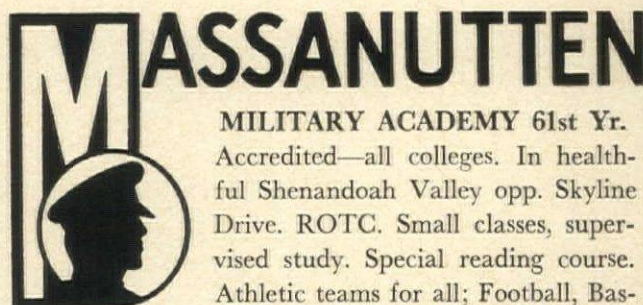 MASSANUTTEN
MILITARY ACADEMY 61st Yr.
Accredited—all colleges. In health-
ful Shenandoah Valley opp. Skyline
Drive. ROTC. Small classes, super-
vised study. Special reading course.
Athletic teams for all; Football, Bas-